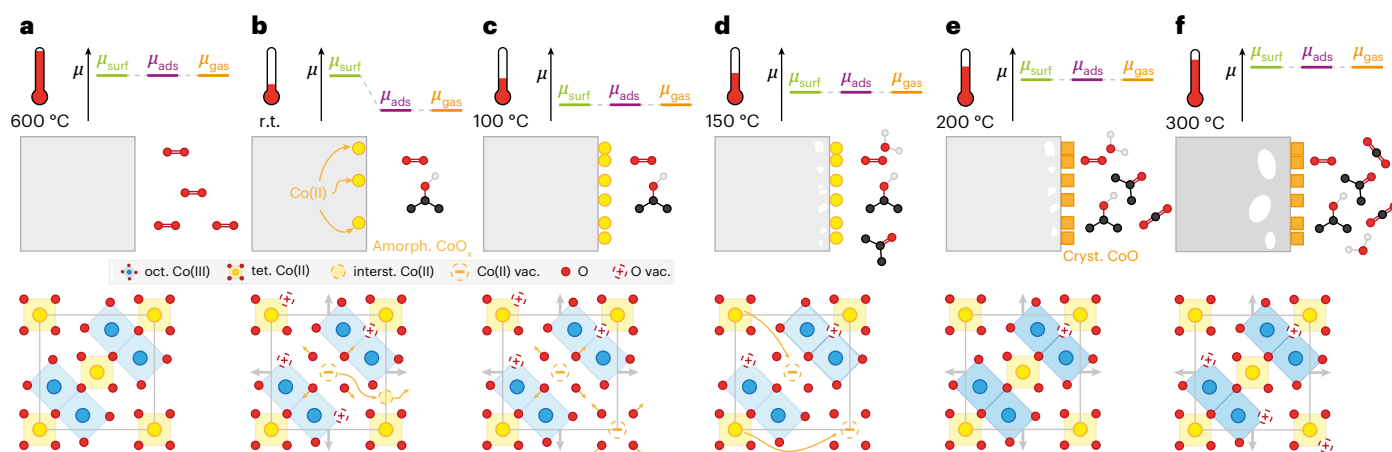 a
μ
μsurf
μads
μgas
600 °C
b
μ
μsurf
μads
μgas
r.t.
Co(II)
Amorph. CoOx
c
μ
μsurf
μads
μgas
100 °C
d
μ
μsurf
μads
μgas
150 °C
e
μ
μsurf
μads
μgas
200 °C
Cryst. CoO
f
μ
μsurf
μads
μgas
300 °C
oct. Co(III) tet. Co(II) interst. Co(II) Co(II) vac. O O vac.